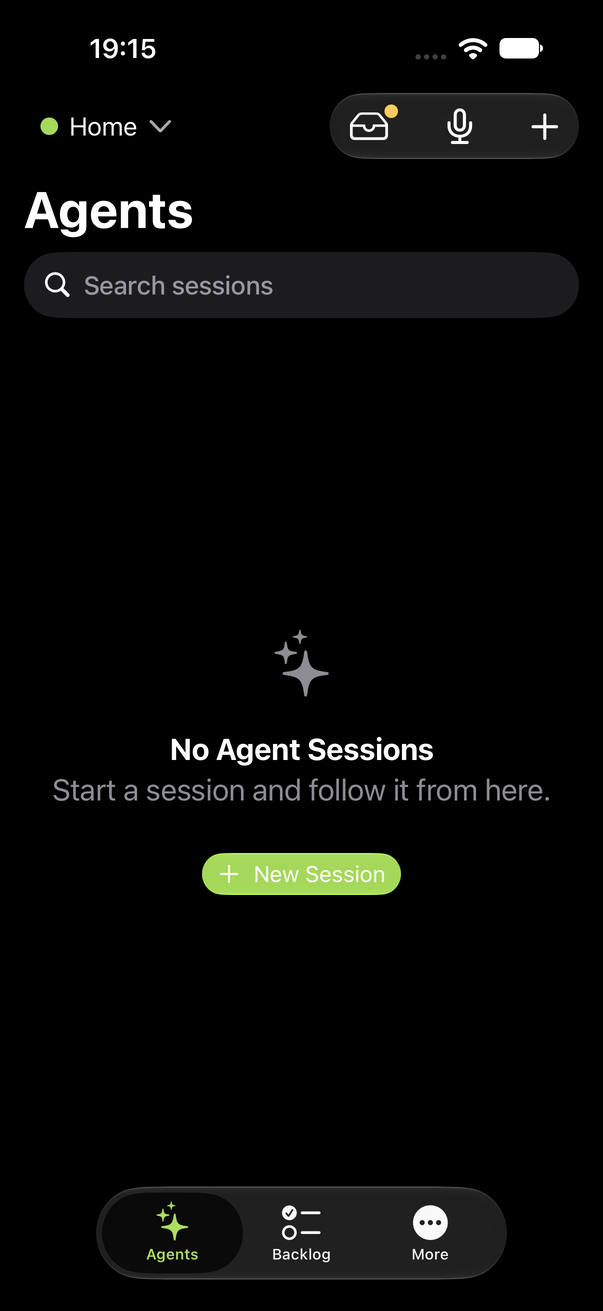 19:15
Home
Agents
Search sessions
No Agent Sessions
Start a session and follow it from here.
New Session
Agents
Backlog
More